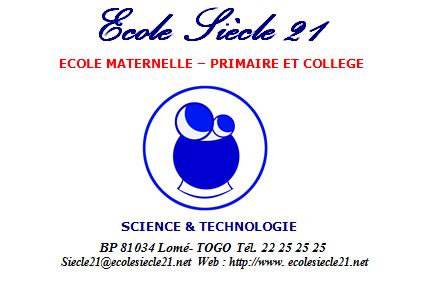 Ecole Siècle 21
ECOLE MATERNELLE – PRIMAIRE ET COLLEGE
SCIENCE & TECHNOLOGIE
BP 81034 Lomé- TOGO Tél. 22 25 25 25
Siecle21@ecolesiecle21.net Web : http://www. ecolesiecle21.net